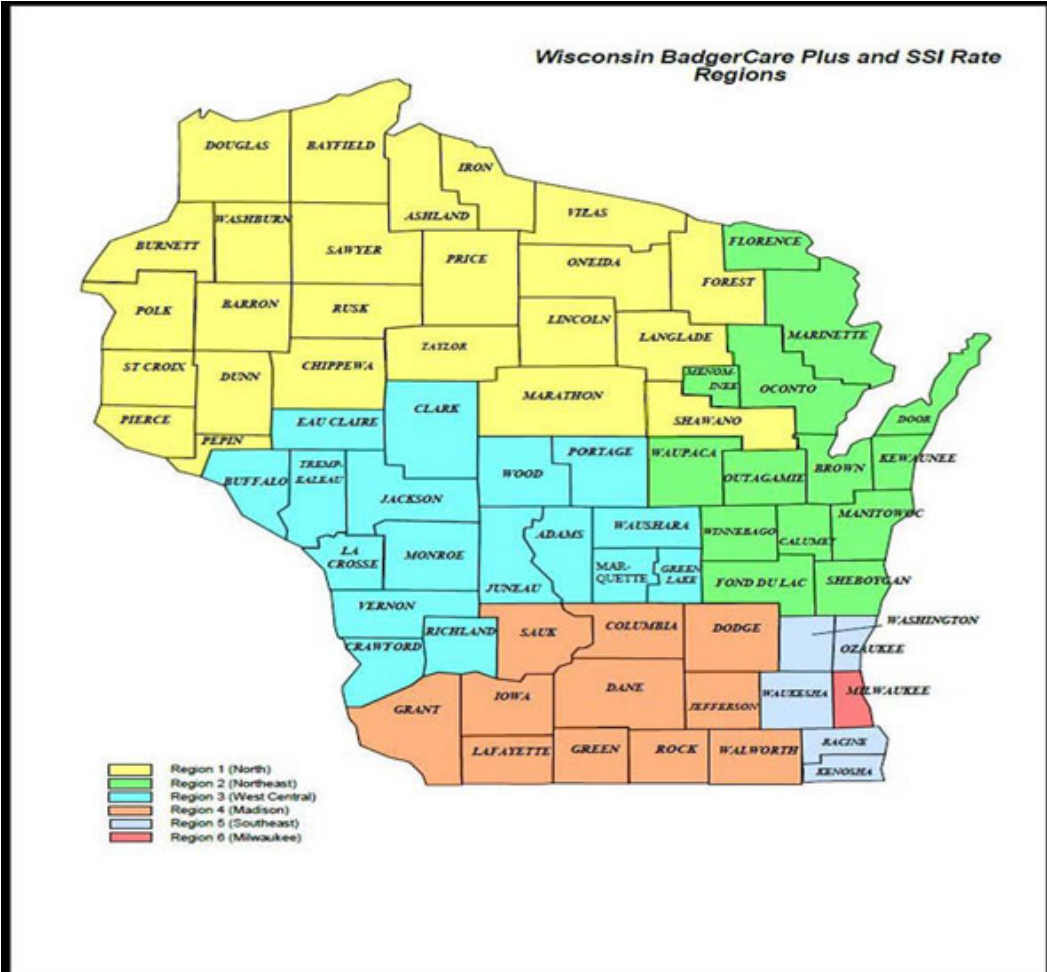 Wisconsin BadgerCare Plus and SSI Rate
Regions
DOUGLAS
BAYFIELD
IRON
ASHLAND
VILAS
WASHBURN
BURNETT
SAWYER
PRICE
ONEIDA
FLORENCE
FOREST
POLK
BARRON
RUSK
LINCOLN
LANGLADE
MARINETTE
TAYLOR
ST CROIX
DUNN
CHIPPEWA
MENOM-
INEE
OCONTO
MARATHON
CLARK
PIERCE
EAU CLAIRE
SHAWANO
DOOR
PEPIN
PORTAGE
WAUPACA
KEWAUNEE
BUFFALO
TREMP-
EALEAU
WOOD
OUTAGAMIE
BROWN
JACKSON
MANITOWOC
WAUSHARA
WINNEBAGO
CALUMET
ADAMS
LA
CROSSE
MONROE
MAR-
QUETTE
GREEN
LAKE
JUNEAU
FOND DU LAC
SHEBOYGAN
VERNON
RICHLAND
SAUK
COLUMBIA
DODGE
WASHINGTON
CRAWFORD
OZAUKEE
GRANT
IOWA
DANE
JEFFERSON
WAUKESHA
MILWAUKEE
LAFAYETTE
GREEN
ROCK
WALWORTH
RACINE
KENOSHA
Region 1 (North)
Region 2 (Northeast)
Region 3 (West Central)
Region 4 (Madison)
Region 5 (Southeast)
Region 6 (Milwaukee)